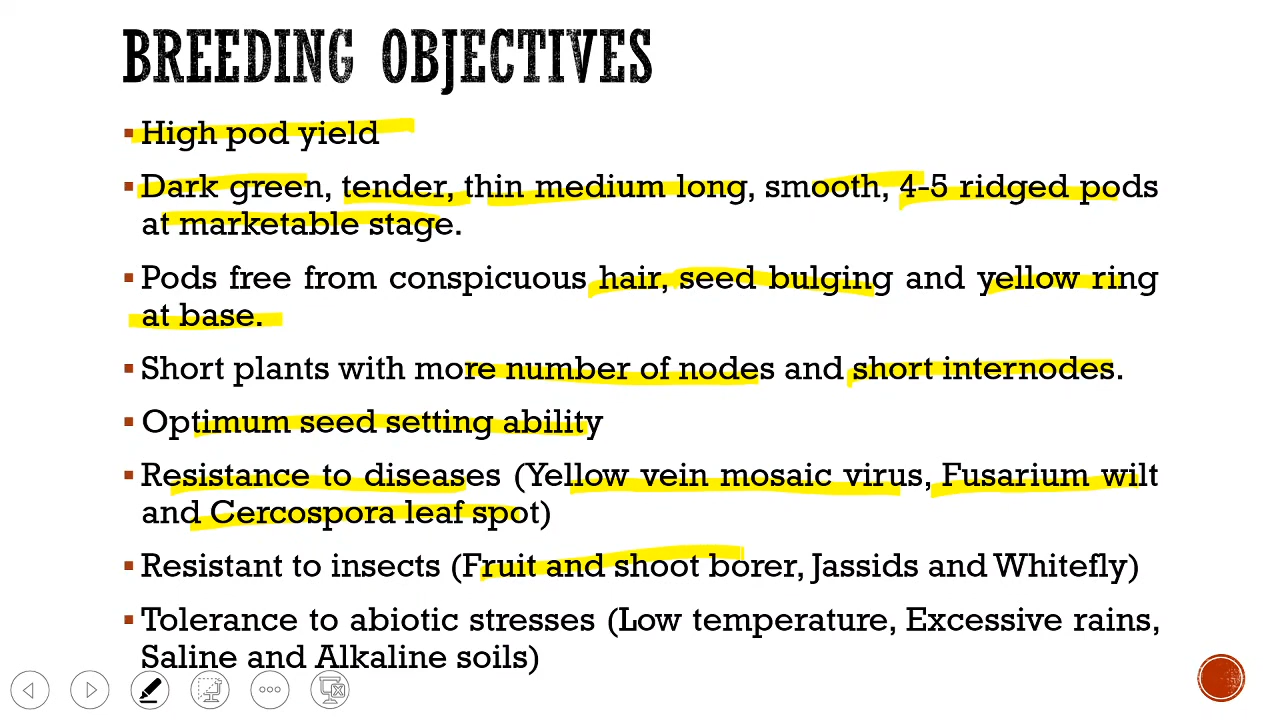 BREEDING OBJECTIVES
▪ High pod yield
▪ Dark green, tender, thin medium long, smooth, 4-5 ridged pods
at marketable stage.
▪ Pods free from conspicuous hair, seed bulging and yellow ring
at base.
▪ Short plants with more number of nodes and short internodes.
▪ Optimum seed setting ability
▪ Resistance to diseases (Yellow vein mosaic virus, Fusarium wilt
and Cercospora leaf spot)
▪ Resistant to insects (Fruit and shoot borer, Jassids and Whitefly)
▪ Tolerance to abiotic stresses (Low temperature, Excessive rains,
Saline and Alkaline soils)